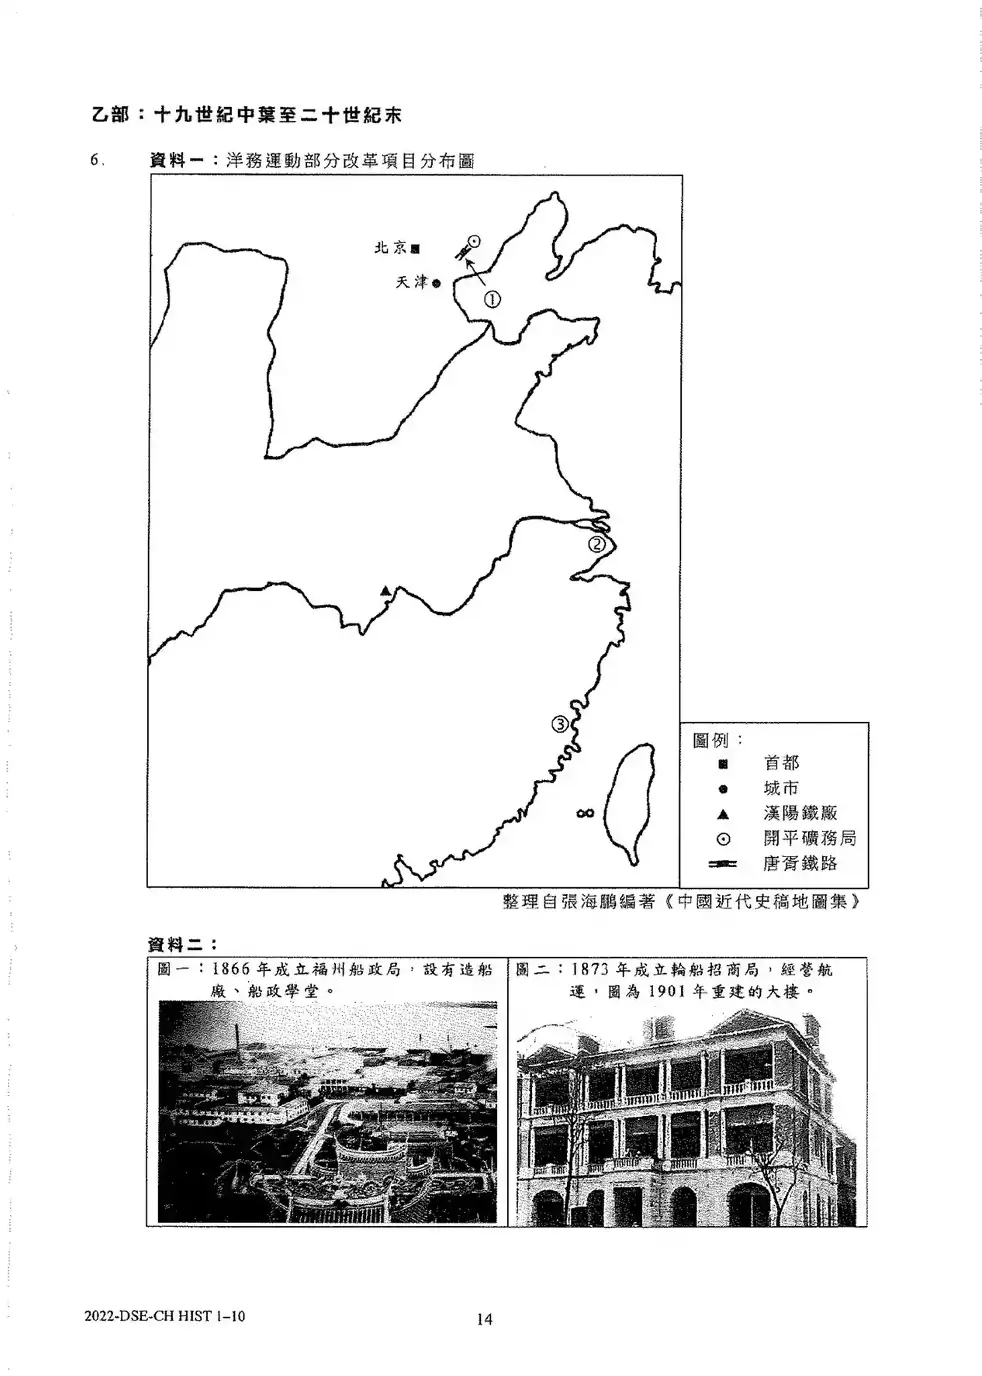 乙部：十九世紀中葉至二十世紀末
6. 資料一：洋務運動部分改革項目分布圖
北京
天津
①
②
③
圖例：
首都
城市
漢陽鐵廠
開平礦務局
唐胥鐵路
整理自張海鵬編著《中國近代史稿地圖集》
資料二：
圖一：1866年成立福州船政局，設有造船
廠、船政學堂。
圖二：1873年成立輪船招商局，經營航
運，圖為1901年重建的大樓。
2022-DSE-CH HIST 1–10
14